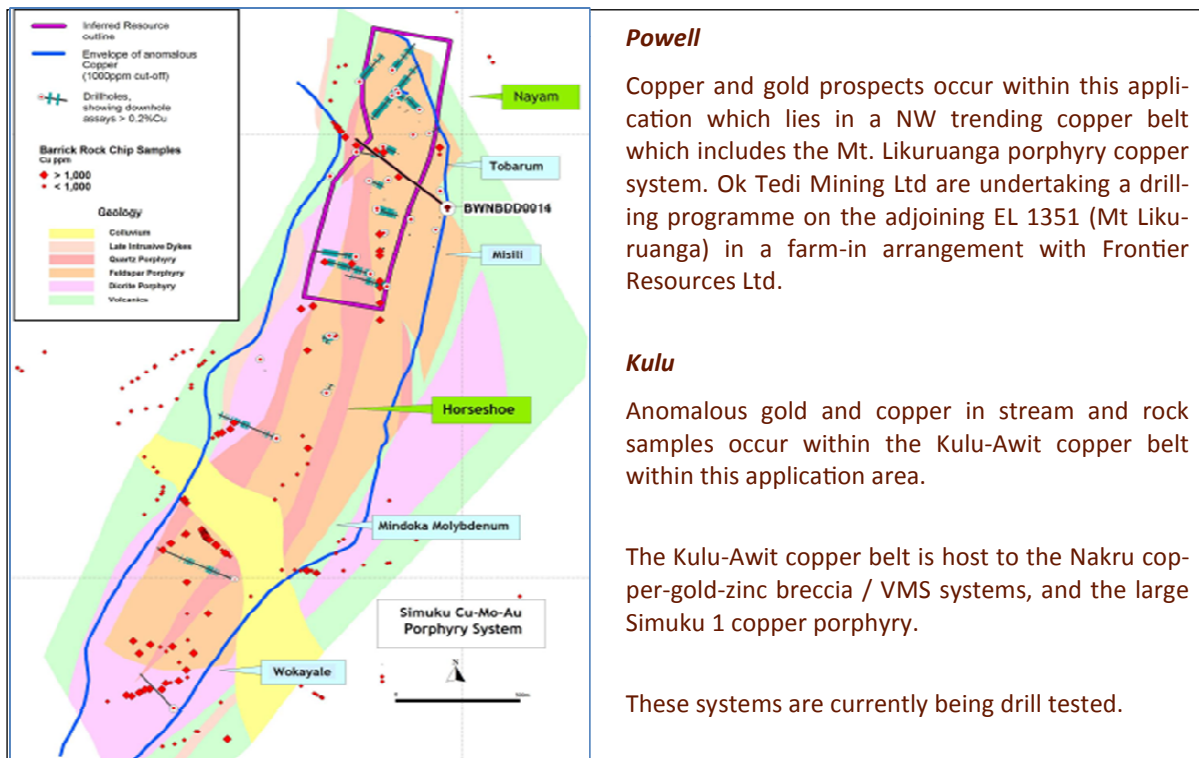 Inferred Resource
outline
Envelope of anomalous
Copper
(1000ppm cut-off)
Drillholes,
showing downhole
assays > 0.2%Cu
Barrick Rock Chip Samples
Cu ppm
> 1,000
< 1,000
Geology
Colluvium
Late Intrusive Dykes
Quartz Porphyry
Feldspar Porphyry
Diorite Porphyry
Volcanics
Nayam
Tobarum
Misili
Horseshoe
Mindoka Molybdenum
Simuku Cu-Mo-Au
Porphyry System
Wokayale
N
0
Powell
Copper and gold prospects occur within this appli-
cation which lies in a NW trending copper belt
which includes the Mt. Likuruanga porphyry copper
system. Ok Tedi Mining Ltd are undertaking a drill-
ing programme on the adjoining EL 1351 (Mt Liku-
ruanga) in a farm-in arrangement with Frontier
Resources Ltd.
Kulu
Anomalous gold and copper in stream and rock
samples occur within the Kulu-Awit copper belt
within this application area.
The Kulu-Awit copper belt is host to the Nakru cop-
per-gold-zinc breccia / VMS systems, and the large
Simuku 1 copper porphyry.
These systems are currently being drill tested.